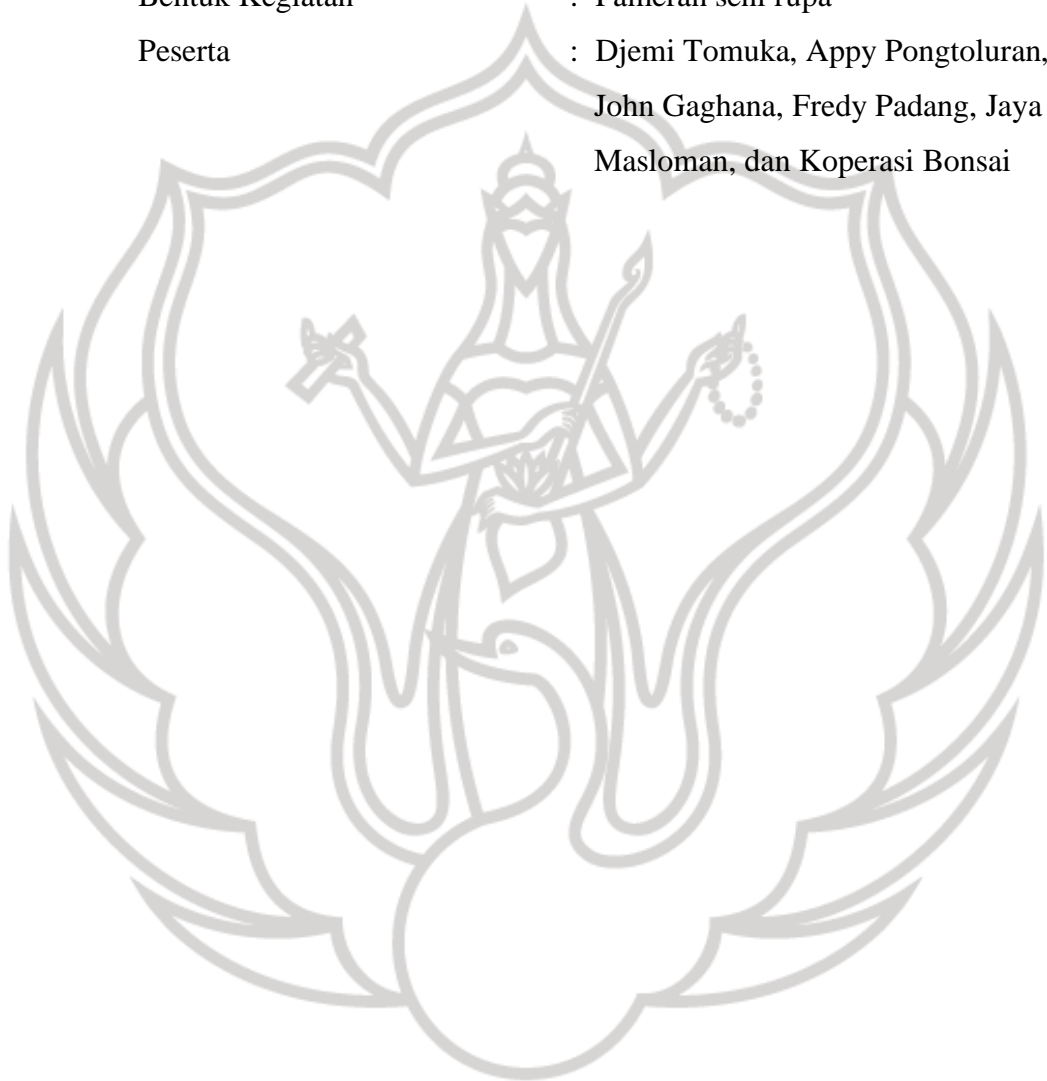 Bentuk Kegiatan : Pameran seni rupa
Peserta : Djemi Tomuka, Appy Pongtoluran,
John Gaghana, Fredy Padang, Jaya
Masloman, dan Koperasi Bonsai